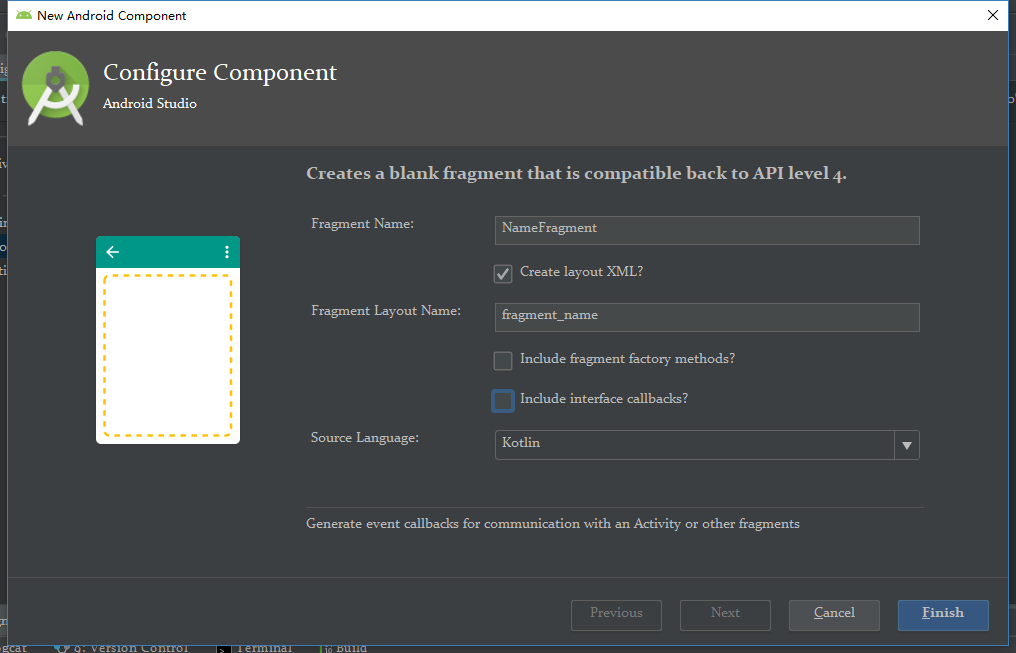 New Android Component
Configure Component
Android Studio
Creates a blank fragment that is compatible back to API level 4.
Fragment Name:
NameFragment
Create layout XML?
Fragment Layout Name:
fragment_name
Include fragment factory methods?
Include interface callbacks?
Source Language:
Kotlin
Generate event callbacks for communication with an Activity or other fragments
Previous
Next
Cancel
Finish
9: Version Control
Terminal
Build